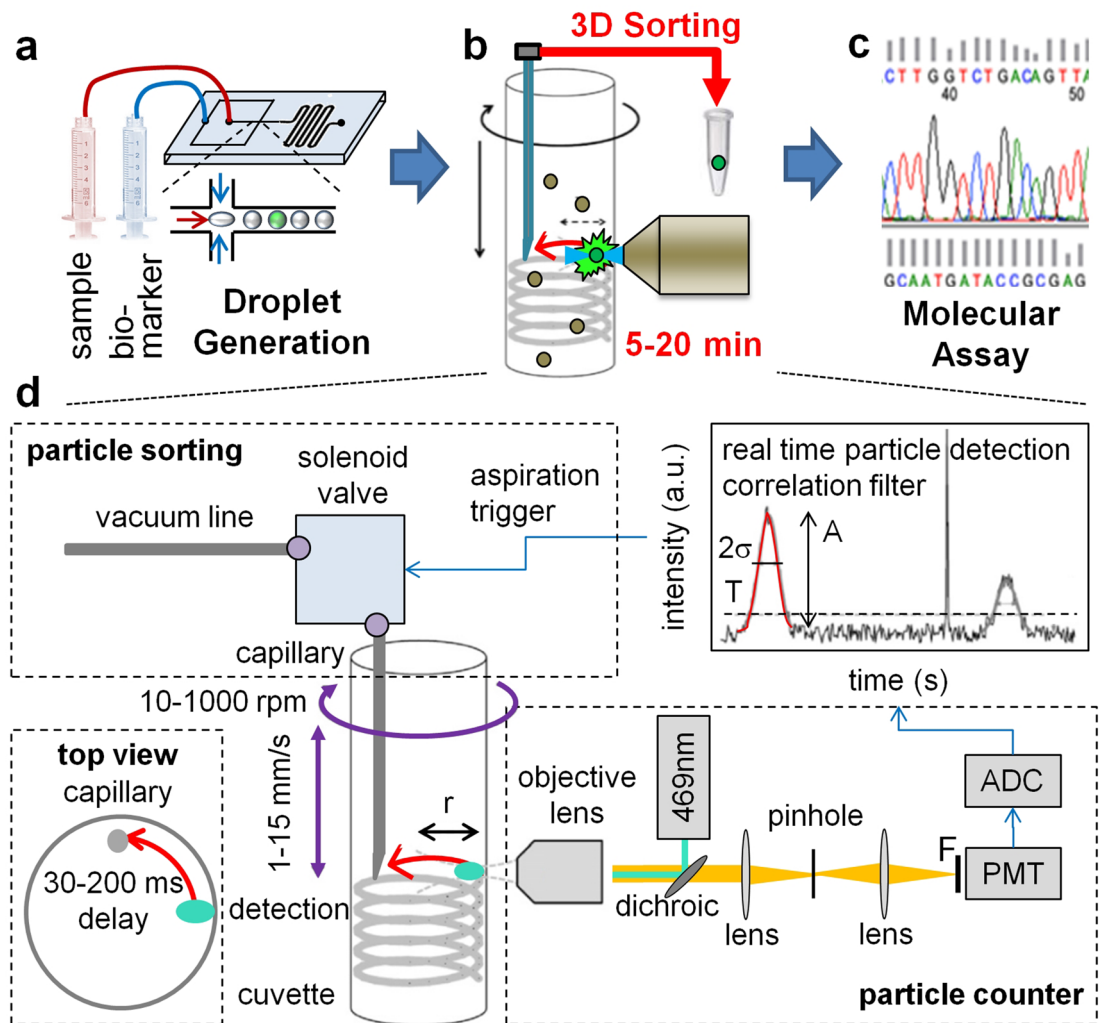 a
sample
bio-
marker
Droplet
Generation
b
3D Sorting
5-20 min
c
CTTGGTCTGACAGTTA
40 50
GCAATGATACCGCGAG
Molecular
Assay
d
particle sorting
solenoid
valve
vacuum line
aspiration
trigger
capillary
real time particle detection
correlation filter
intensity (a.u.)
2σ
T
A
time (s)
10-1000 rpm
1-15 mm/s
r
detection
cuvette
top view
capillary
30-200 ms
delay
objective
lens
469nm
dichroic
lens
pinhole
lens
F
PMT
ADC
particle counter